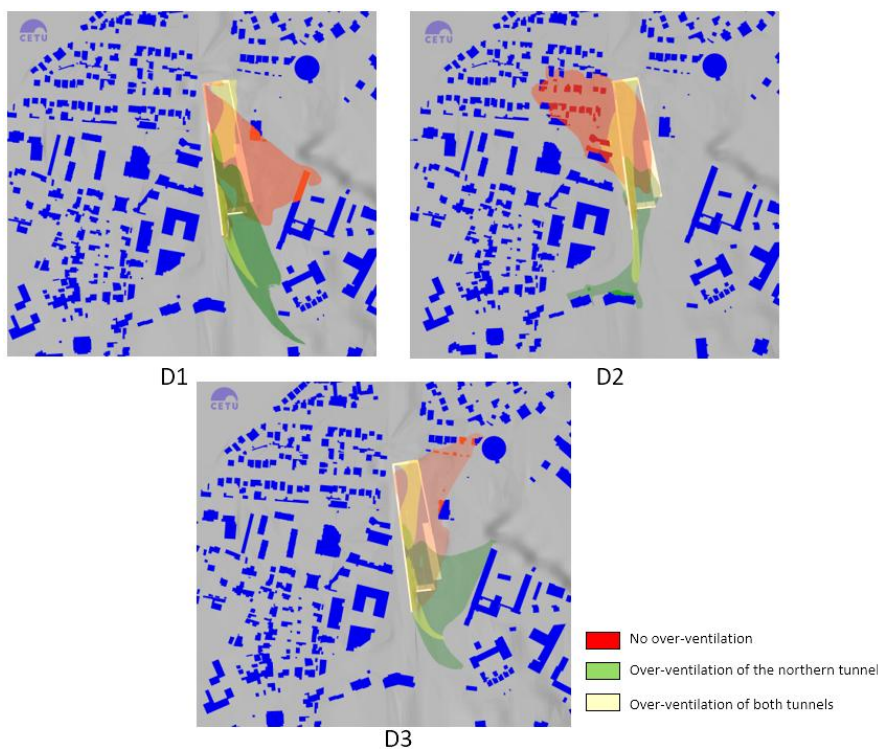 CETU
CETU
D1
D2
CETU
No over-ventilation
Over-ventilation of the northern tunnel
Over-ventilation of both tunnels
D3